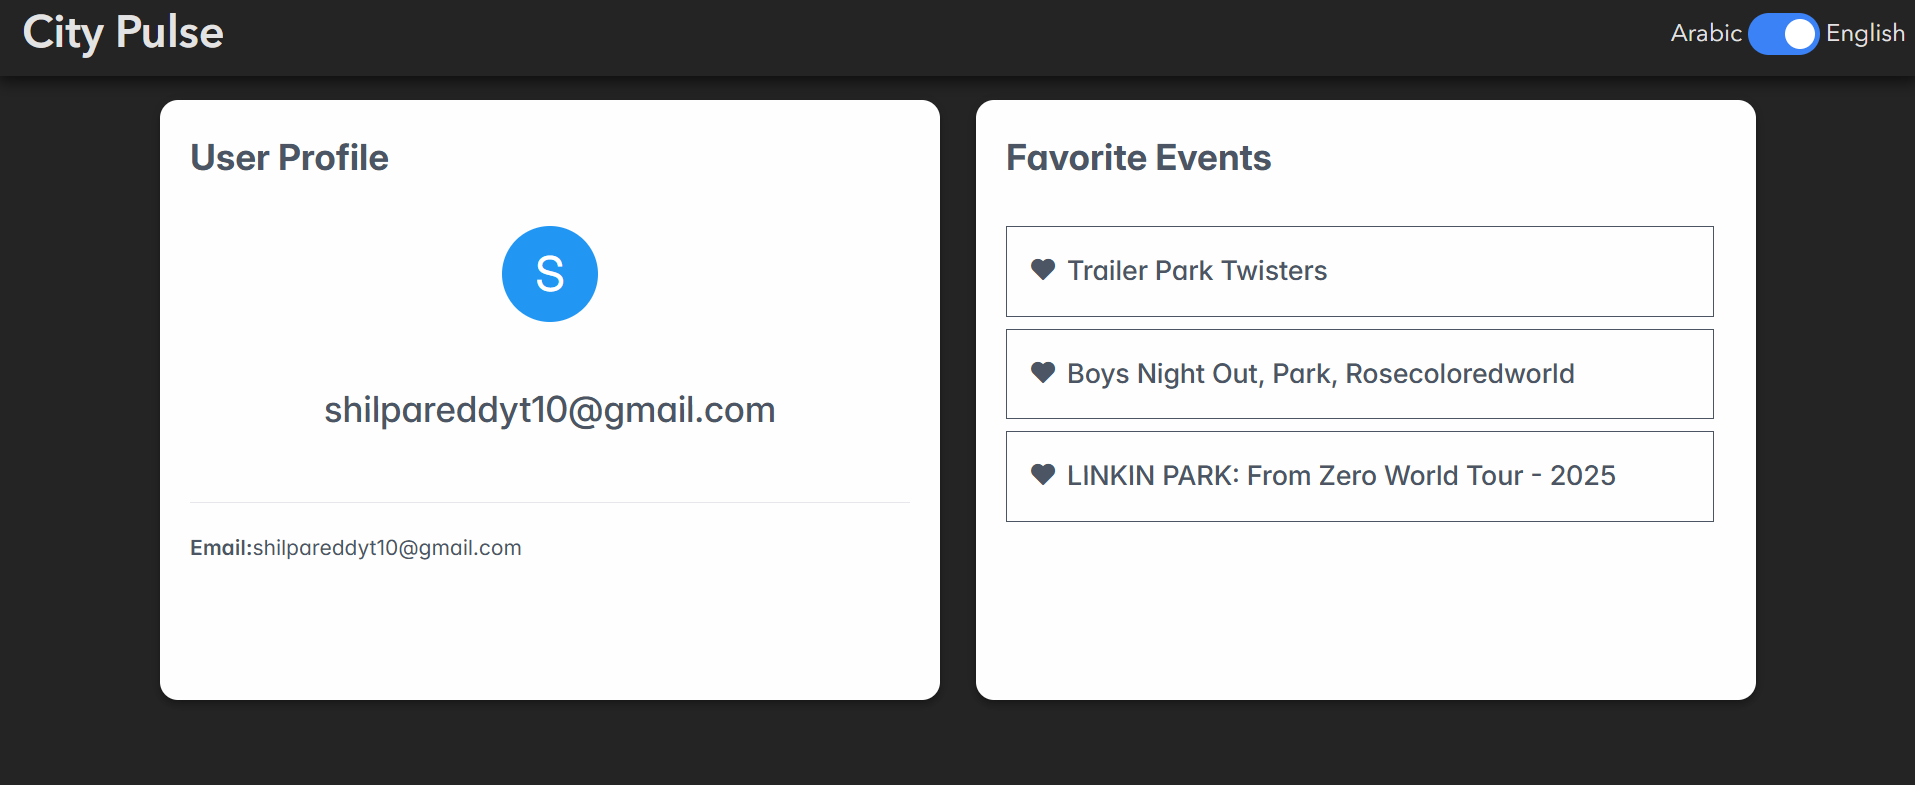 City Pulse
Arabic English
User Profile
S
shilpareddyt10@gmail.com
Email:shilpareddyt10@gmail.com
Favorite Events
Trailer Park Twisters
Boys Night Out, Park, Rosecoloredworld
LINKIN PARK: From Zero World Tour - 2025